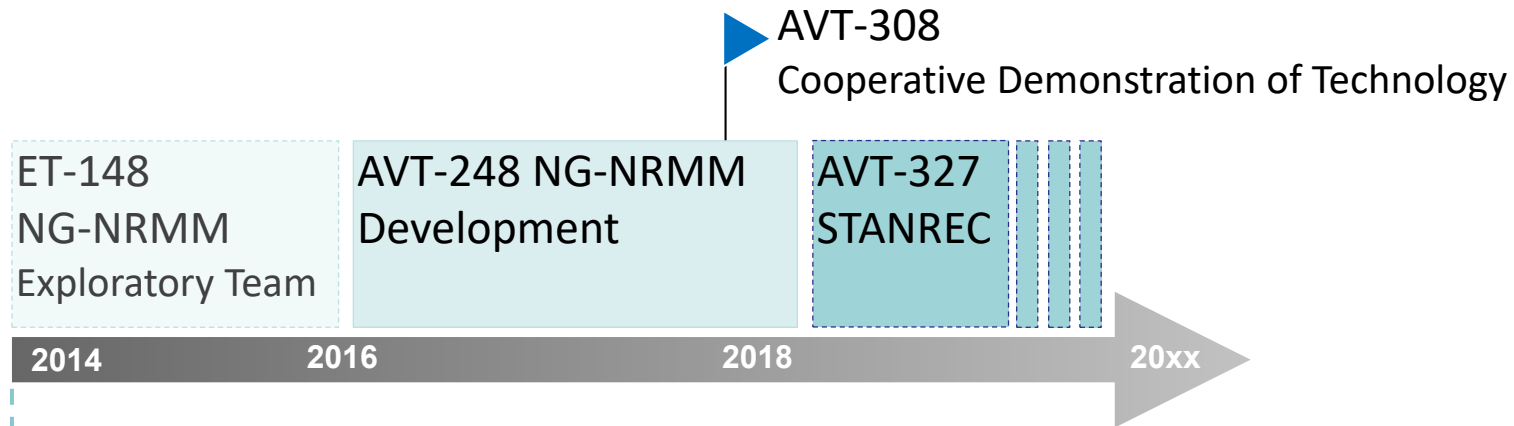 AVT-308
Cooperative Demonstration of Technology
ET-148
NG-NRMM
Exploratory Team
AVT-248 NG-NRMM
Development
AVT-327
STANREC
2014
2016
2018
20xx